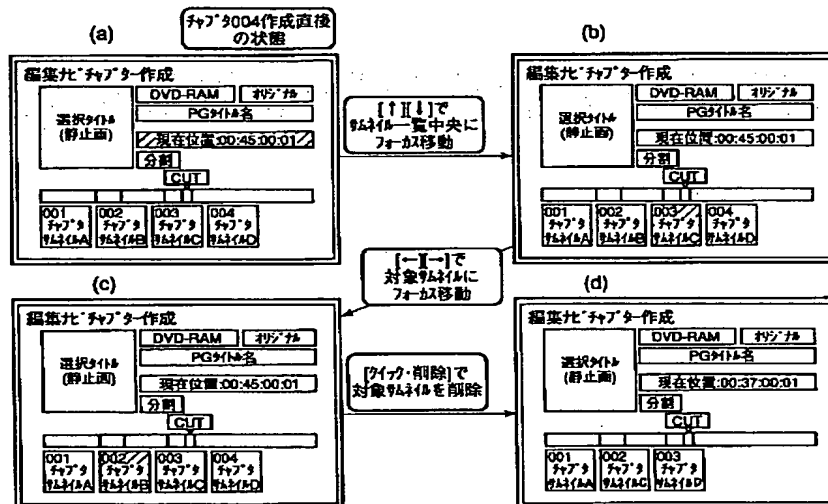 (a)
チャプタ004作成直後
の状態
編集ナビチャプター作成
DVD-RAM
オリジナル
選択タイトル
(静止画)
PGタイトル名
現在位置:00:45:00:01
分割
CUT
001
チャプタ
サムネイルA
002
チャプタ
サムネイルB
003
チャプタ
サムネイルC
004
チャプタ
サムネイルD
[↑][↓]で
サムネイル一覧中央に
フォーカス移動
(b)
編集ナビチャプター作成
DVD-RAM
オリジナル
選択タイトル
(静止画)
PGタイトル名
現在位置:00:45:00:01
分割
CUT
001
チャプタ
サムネイルA
002
チャプタ
サムネイルB
003
チャプタ
サムネイルC
004
チャプタ
サムネイルD
[←][→]で
対象サムネイルに
フォーカス移動
(c)
編集ナビチャプター作成
DVD-RAM
オリジナル
選択タイトル
(静止画)
PGタイトル名
現在位置:00:45:00:01
分割
CUT
001
チャプタ
サムネイルA
002
チャプタ
サムネイルB
003
チャプタ
サムネイルC
004
チャプタ
サムネイルD
[クイック・削除]で
対象サムネイルを削除
(d)
編集ナビチャプター作成
DVD-RAM
オリジナル
選択タイトル
(静止画)
PGタイトル名
現在位置:00:37:00:01
分割
CUT
001
チャプタ
サムネイルA
002
チャプタ
サムネイルC
003
チャプタ
サムネイルD